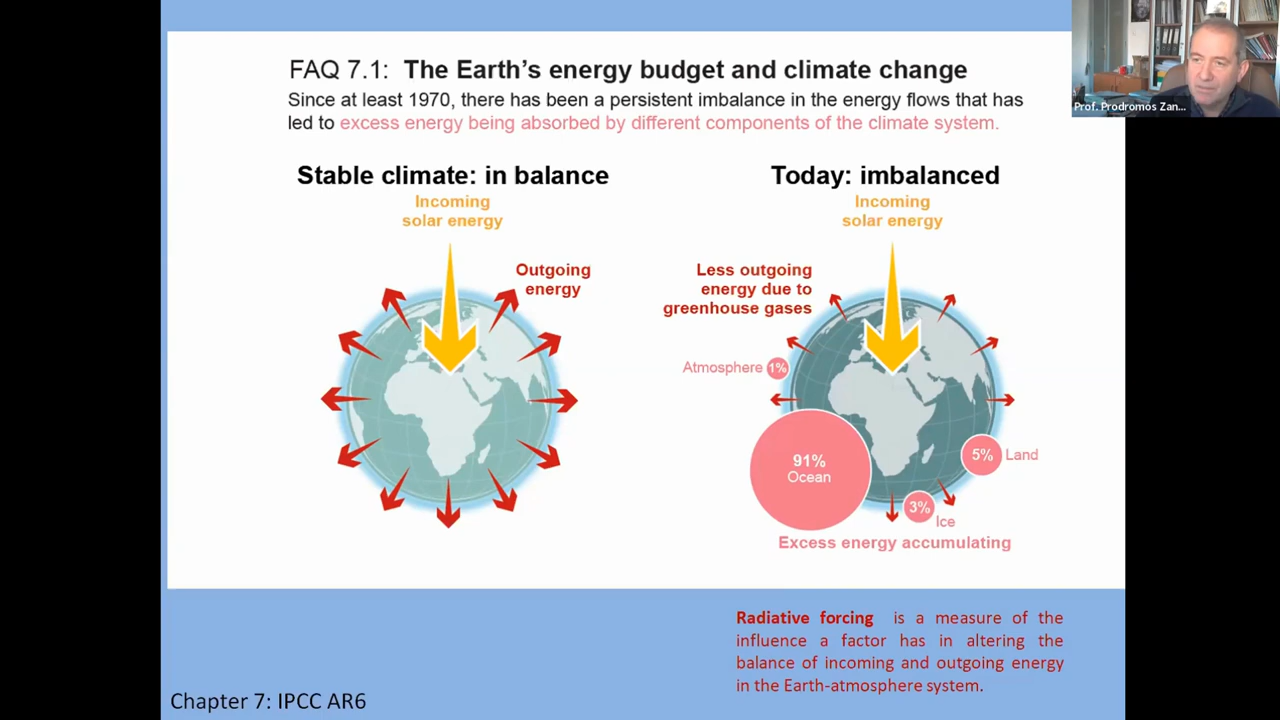 FAQ 7.1: The Earth's energy budget and climate change
Since at least 1970, there has been a persistent imbalance in the energy flows that has
led to excess energy being absorbed by different components of the climate system.
Stable climate: in balance
Incoming
solar energy
Outgoing
energy
Today: imbalanced
Incoming
solar energy
Less outgoing
energy due to
greenhouse gases
Atmosphere 1%
91%
Ocean
5% Land
3%
Ice
Excess energy accumulating
Radiative forcing is a measure of the
influence a factor has in altering the
balance of incoming and outgoing energy
in the Earth-atmosphere system.
Chapter 7: IPCC AR6
Prof. Prodromos Zan...